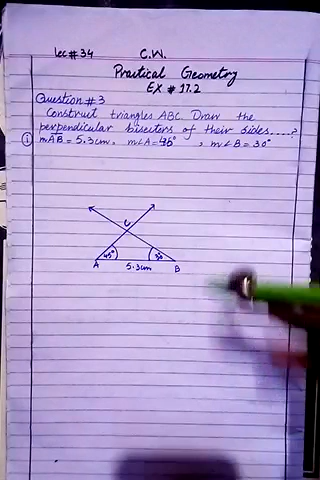 Lec# 34 C.W.
Practical Geometry
EX # 17.2
Question # 3
Construct triangles ABC. Draw the
perpendicular bisectors of their sides.....?
(i) mAB = 5.3cm, m∠A = 45° , m∠B = 30°
C
45° 30°
A 5.3cm B